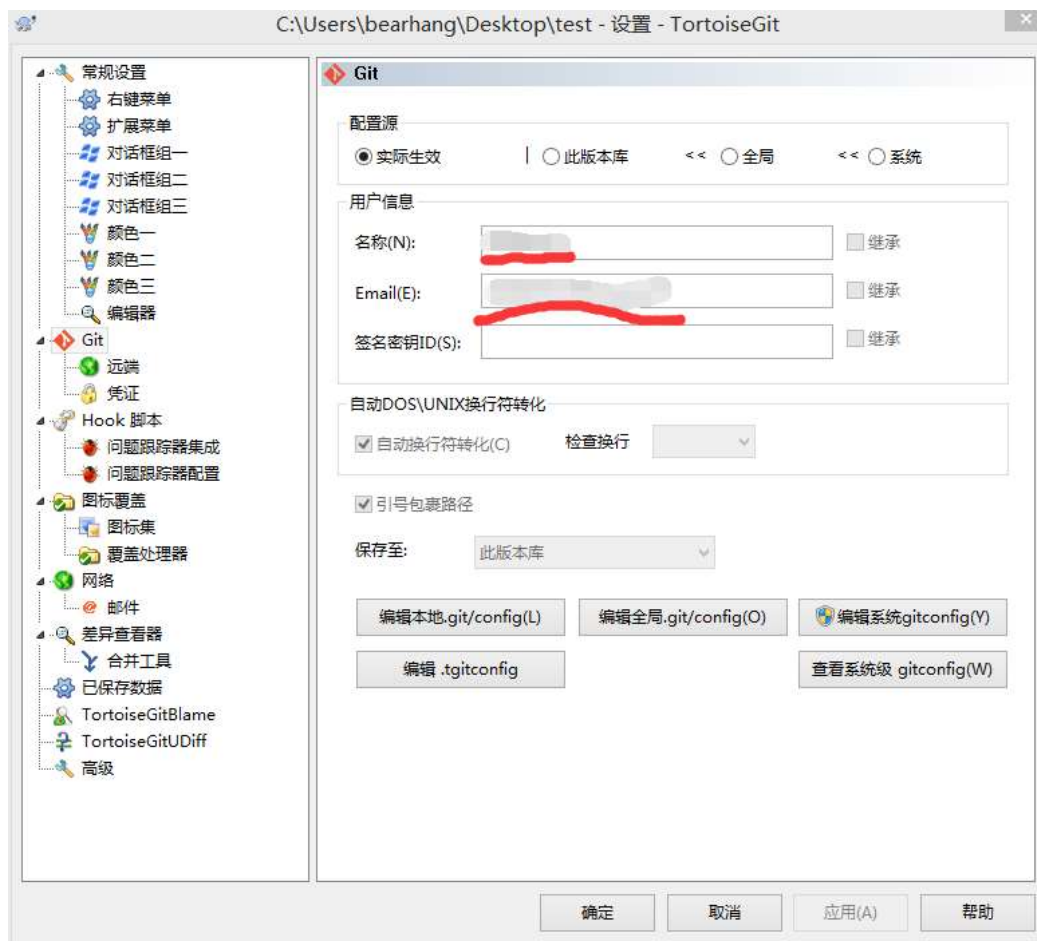 C:\Users\bearhang\Desktop\test - 设置 - TortoiseGit
常规设置
右键菜单
扩展菜单
对话框组一
对话框组二
对话框组三
颜色一
颜色二
颜色三
编辑器
Git
远端
凭证
Hook 脚本
问题跟踪器集成
问题跟踪器配置
图标覆盖
图标集
覆盖处理器
网络
邮件
差异查看器
合并工具
已保存数据
TortoiseGitBlame
TortoiseGitUDiff
高级
Git
配置源
实际生效 | 此版本库 << 全局 << 系统
用户信息
名称(N): 继承
Email(E): 继承
签名密钥ID(S): 继承
自动DOS\UNIX换行符转化
自动换行符转化(C) 检查换行
引号包裹路径
保存至: 此版本库
编辑本地.git/config(L) 编辑全局.git/config(O) 编辑系统gitconfig(Y)
编辑 .tgitconfig 查看系统级 gitconfig(W)
确定 取消 应用(A) 帮助